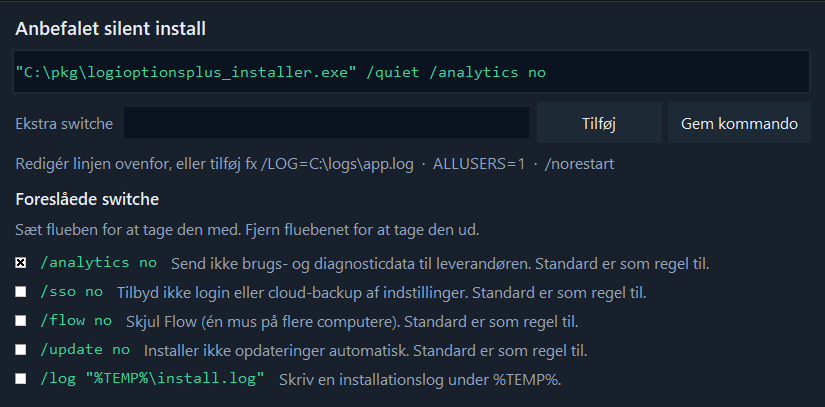 Anbefalet silent install
"C:\pkg\logioptionsplus_installer.exe" /quiet /analytics no
Ekstra switche
Tilføj
Gem kommando
Redigér linjen ovenfor, eller tilføj fx /LOG=C:\logs\app.log · ALLUSERS=1 · /norestart
Foreslåede switche
Sæt flueben for at tage den med. Fjern fluebenet for at tage den ud.
/analytics no Send ikke brugs- og diagnosticdata til leverandøren. Standard er som regel til.
/sso no Tilbyd ikke login eller cloud-backup af indstillinger. Standard er som regel til.
/flow no Skjul Flow (én mus på flere computere). Standard er som regel til.
/update no Installer ikke opdateringer automatisk. Standard er som regel til.
/log "%TEMP%\install.log" Skriv en installationslog under %TEMP%.